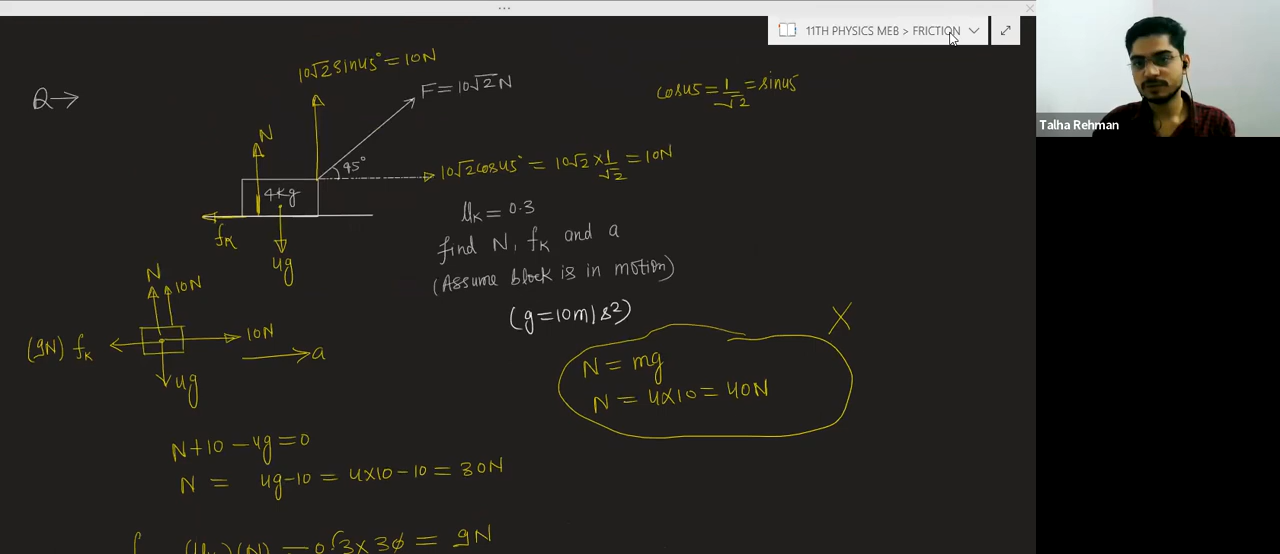 11TH PHYSICS MEB > FRICTION
Talha Rehman
Q→
10√2 sin45° = 10N
F = 10√2 N
cos45 = 1/√2 = sin45
N
45°
10√2 cos45° = 10√2 × 1/√2 = 10N
4kg
fK
4g
μK = 0.3
find N, fK and a
(Assume block is in motion)
(g=10m|s²)
N
10N
(9N) fK
10N
a
4g
X
N = mg
N = 4×10 = 40N
N+10 −4g = 0
N = 4g−10 = 4×10 −10 = 30N
(N) = 0.3 × 30 = 9N